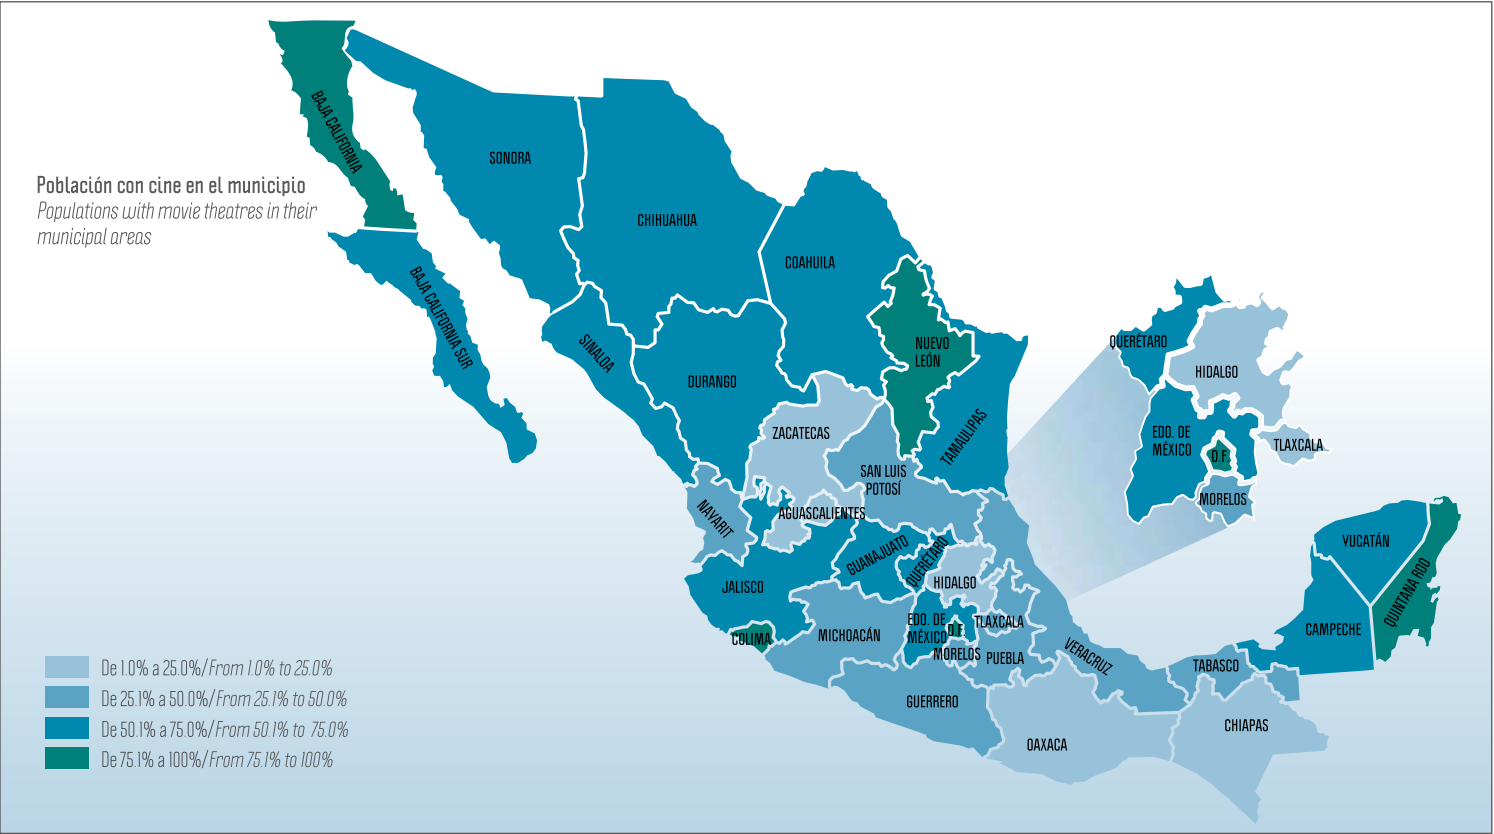 BAJA CALIFORNIA
SONORA
CHIHUAHUA
Población con cine en el municipio
Populations with movie theatres in their
municipal areas
COAHUILA
BAJA CALIFORNIA SUR
SINALOA
DURANGO
NUEVO
LEÓN
TAMAULIPAS
ZACATECAS
SAN LUIS
POTOSÍ
NAYARIT
AGUASCALIENTES
GUANAJUATO
QUERÉTARO
HIDALGO
JALISCO
COLIMA
MICHOACÁN
EDO. DE
MÉXICO
D.F.
TLAXCALA
MORELOS
PUEBLA
VERACRUZ
GUERRERO
OAXACA
TABASCO
CHIAPAS
CAMPECHE
YUCATÁN
QUINTANA ROO
QUERÉTARO
HIDALGO
EDO. DE
MÉXICO
D.F.
TLAXCALA
MORELOS
De 1.0% a 25.0%/From 1.0% to 25.0%
De 25.1% a 50.0%/From 25.1% to 50.0%
De 50.1% a 75.0%/From 50.1% to 75.0%
De 75.1% a 100%/From 75.1% to 100%